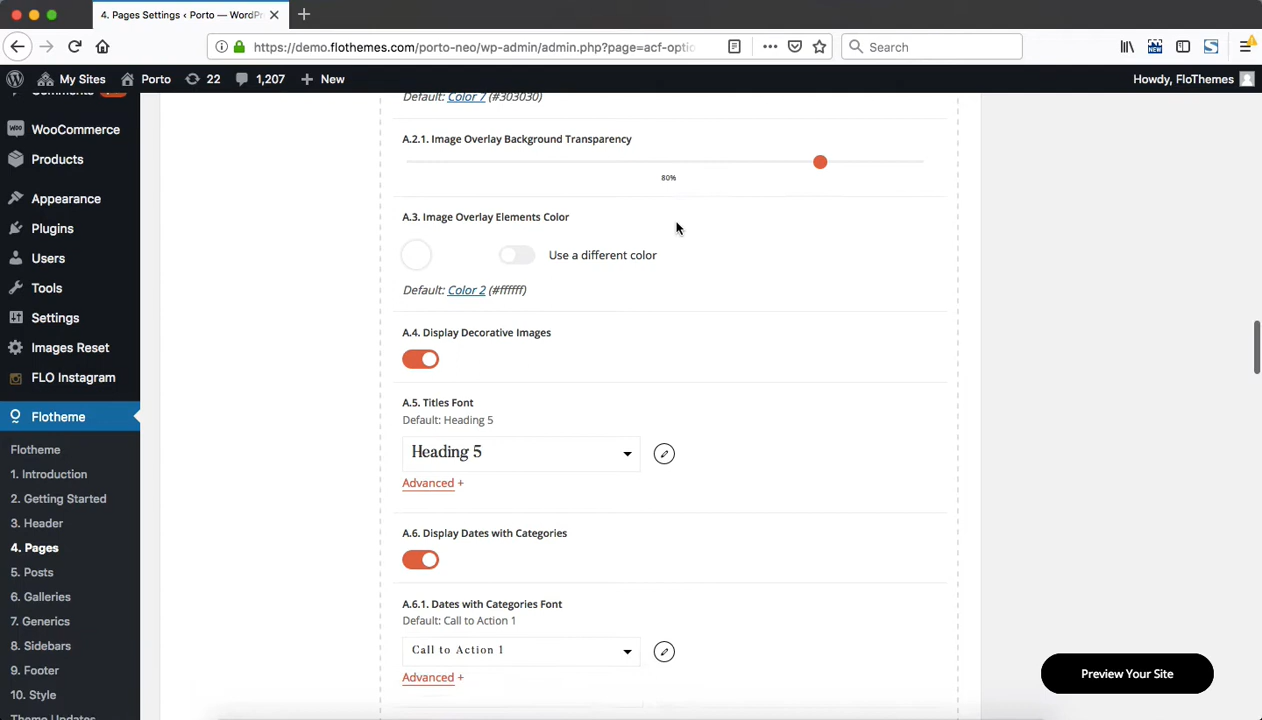 4. Pages Settings ‹ Porto — WordPr
https://demo.flothemes.com/porto-neo/wp-admin/admin.php?page=acf-optio
Search
NEW
S
My Sites
Porto
22
1,207
New
Howdy, FloThemes
Comments
WooCommerce
Products
Appearance
Plugins
Users
Tools
Settings
Images Reset
FLO Instagram
Flotheme
Flotheme
1. Introduction
2. Getting Started
3. Header
4. Pages
5. Posts
6. Galleries
7. Generics
8. Sidebars
9. Footer
10. Style
Theme Updates
Default: Color 7 (#303030)
A.2.1. Image Overlay Background Transparency
80%
A.3. Image Overlay Elements Color
Use a different color
Default: Color 2 (#ffffff)
A.4. Display Decorative Images
A.5. Titles Font
Default: Heading 5
Heading 5
Advanced +
A.6. Display Dates with Categories
A.6.1. Dates with Categories Font
Default: Call to Action 1
Call to Action 1
Advanced +
Preview Your Site